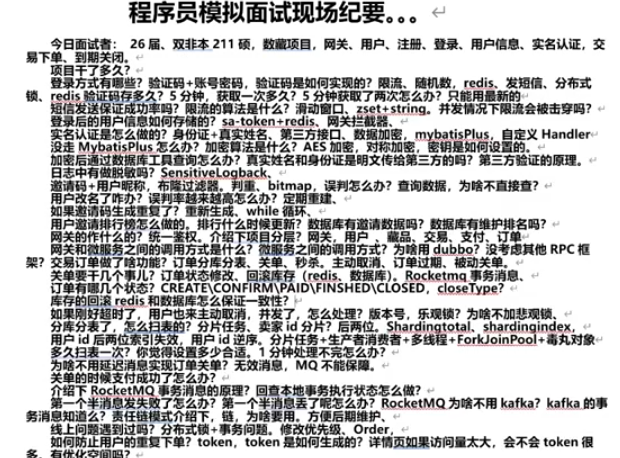 程序员模拟面试现场纪要。。。
今日面试者： 26 届、双非本 211 硕，数藏项目，网关、用户、注册、登录、用户信息、实名认证，交
易下单、到期关闭。
项目干了多久？
登录方式有哪些？验证码+账号密码，验证码是如何实现的？限流、随机数，redis、发短信、分布式
锁、redis 验证码存多久？5 分钟，获取一次多久？5 分钟获取了两次怎么办？只能用最新的
短信发送保证成功率吗？限流的算法是什么？滑动窗口、zset+string。并发情况下限流会被击穿吗？
登录后的用户信息如何存储的？ sa-token+redis、网关拦截器、
实名认证是怎么做的？身份证+真实姓名、第三方接口、数据加密，mybatisPlus，自定义 Handler
没走 MybatisPlus 怎么办？加密算法是什么？AES 加密，对称加密，密钥是如何设置的。
加密后通过数据库工具查询怎么办？真实姓名和身份证是明文传给第三方的吗？第三方验证的原理。
日志中有做脱敏吗？SensitiveLogback、
邀请码+用户昵称，布隆过滤器。判重、bitmap，误判怎么办？查询数据，为啥不直接查？
用户改名了咋办？误判率越来越高怎么办？定期重建、
如果邀请码生成重复了？重新生成、while 循环、
用户邀请排行榜怎么做的。排行什么时候更新？数据库有邀请数据吗？数据库有维护排名吗？
网关的作什么的？统一鉴权。介绍下项目分层？网关，用户 、藏品、交易、支付、订单
网关和微服务之间的调用方式是什么？微服务之间的调用方式？为啥用 dubbo？没考虑其他 RPC 框
架？交易订单做了啥功能？订单分库分表、关单、秒杀。主动取消、订单过期、被动关单。
关单要干几个事儿？订单状态修改、回滚库存（redis、数据库）。Rocketmq 事务消息、
订单有哪几个状态？CREATE\CONFIRM\PAID\FINSHED\CLOSED，closeType？
库存的回滚 redis 和数据库怎么保证一致性？
如果刚好超时了，用户也来主动取消，并发了，怎么处理？版本号，乐观锁？为啥不加悲观锁、
分库分表了，怎么扫表的？分片任务、卖家 id 分片？后两位。Shardingtotal、shardingindex，
用户 id 后两位索引失效，用户 id 逆序。分片任务+生产者消费者+多线程+ForkJoinPool+毒丸对象
多久扫表一次？你觉得设置多少合适。1 分钟处理不完怎么办？
为啥不用延迟消息实现订单关单？无效消息，MQ 不能保障。
关单的时候支付成功了怎么办？
介绍下 RocketMQ 事务消息的原理？回查本地事务执行状态怎么做？
第一个半消息发失败了怎么办？第一个半消息丢了呢怎么办？RocketMQ 为啥不用 kafka？kafka 的事
务消息知道么？责任链模式介绍下，链，为啥要用。方便后期维护、
线上问题遇到过吗？分布式锁+事务问题。修改优先级、Order，
如何防止用户的重复下单？token，token 是如何生成的？详情页如果访问量太大，会不会 token 很
多，有优化空间吗？